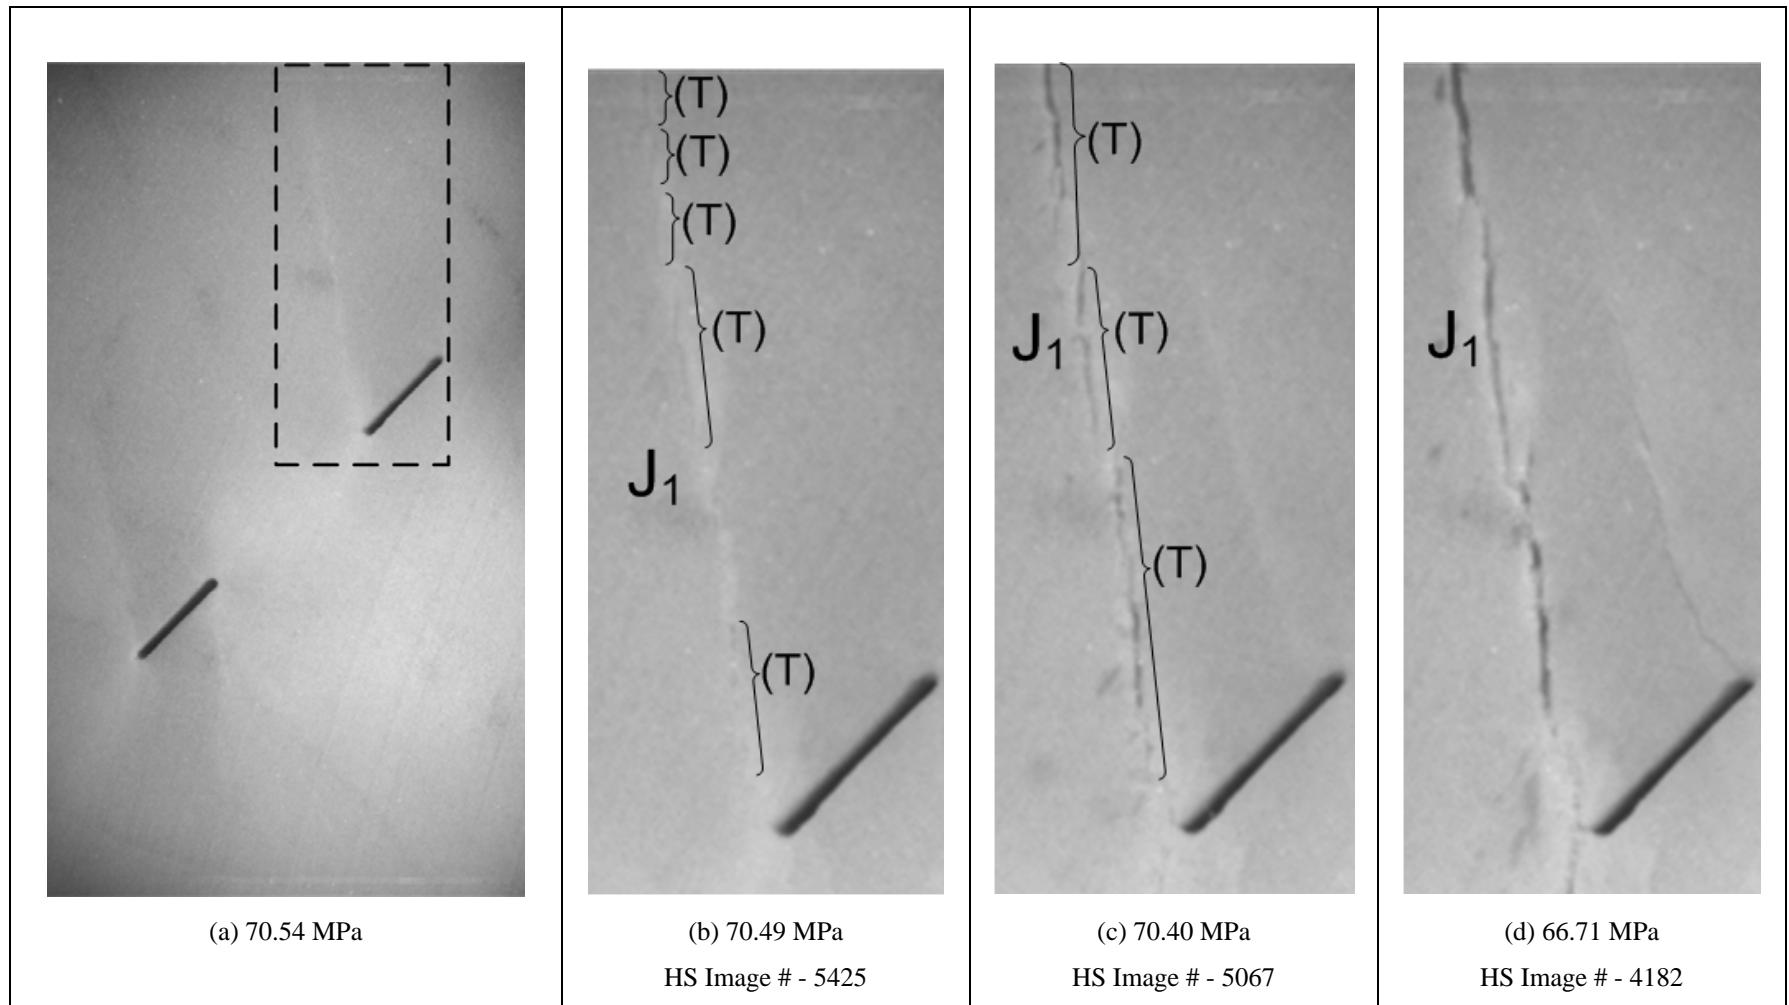 (a) 70.54 MPa
(T)
(T)
(T)
(T)
J₁
(T)
(b) 70.49 MPa
HS Image # - 5425
(T)
J₁
(T)
(T)
(c) 70.40 MPa
HS Image # - 5067
J₁
(d) 66.71 MPa
HS Image # - 4182